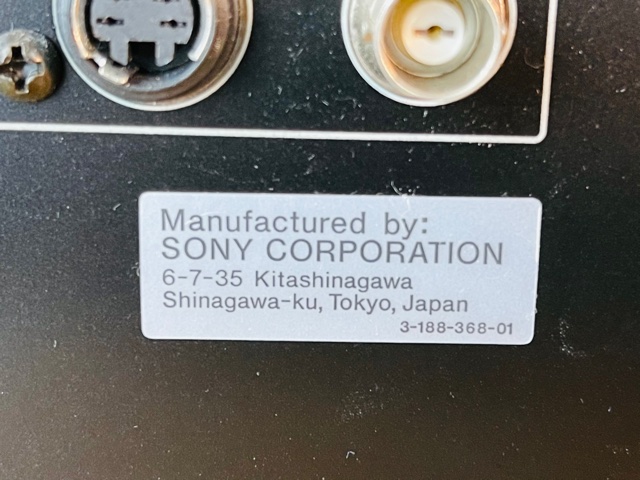 Manufactured by:
SONY CORPORATION
6-7-35 Kitashinagawa
Shinagawa-ku, Tokyo, Japan
3-188-368-01